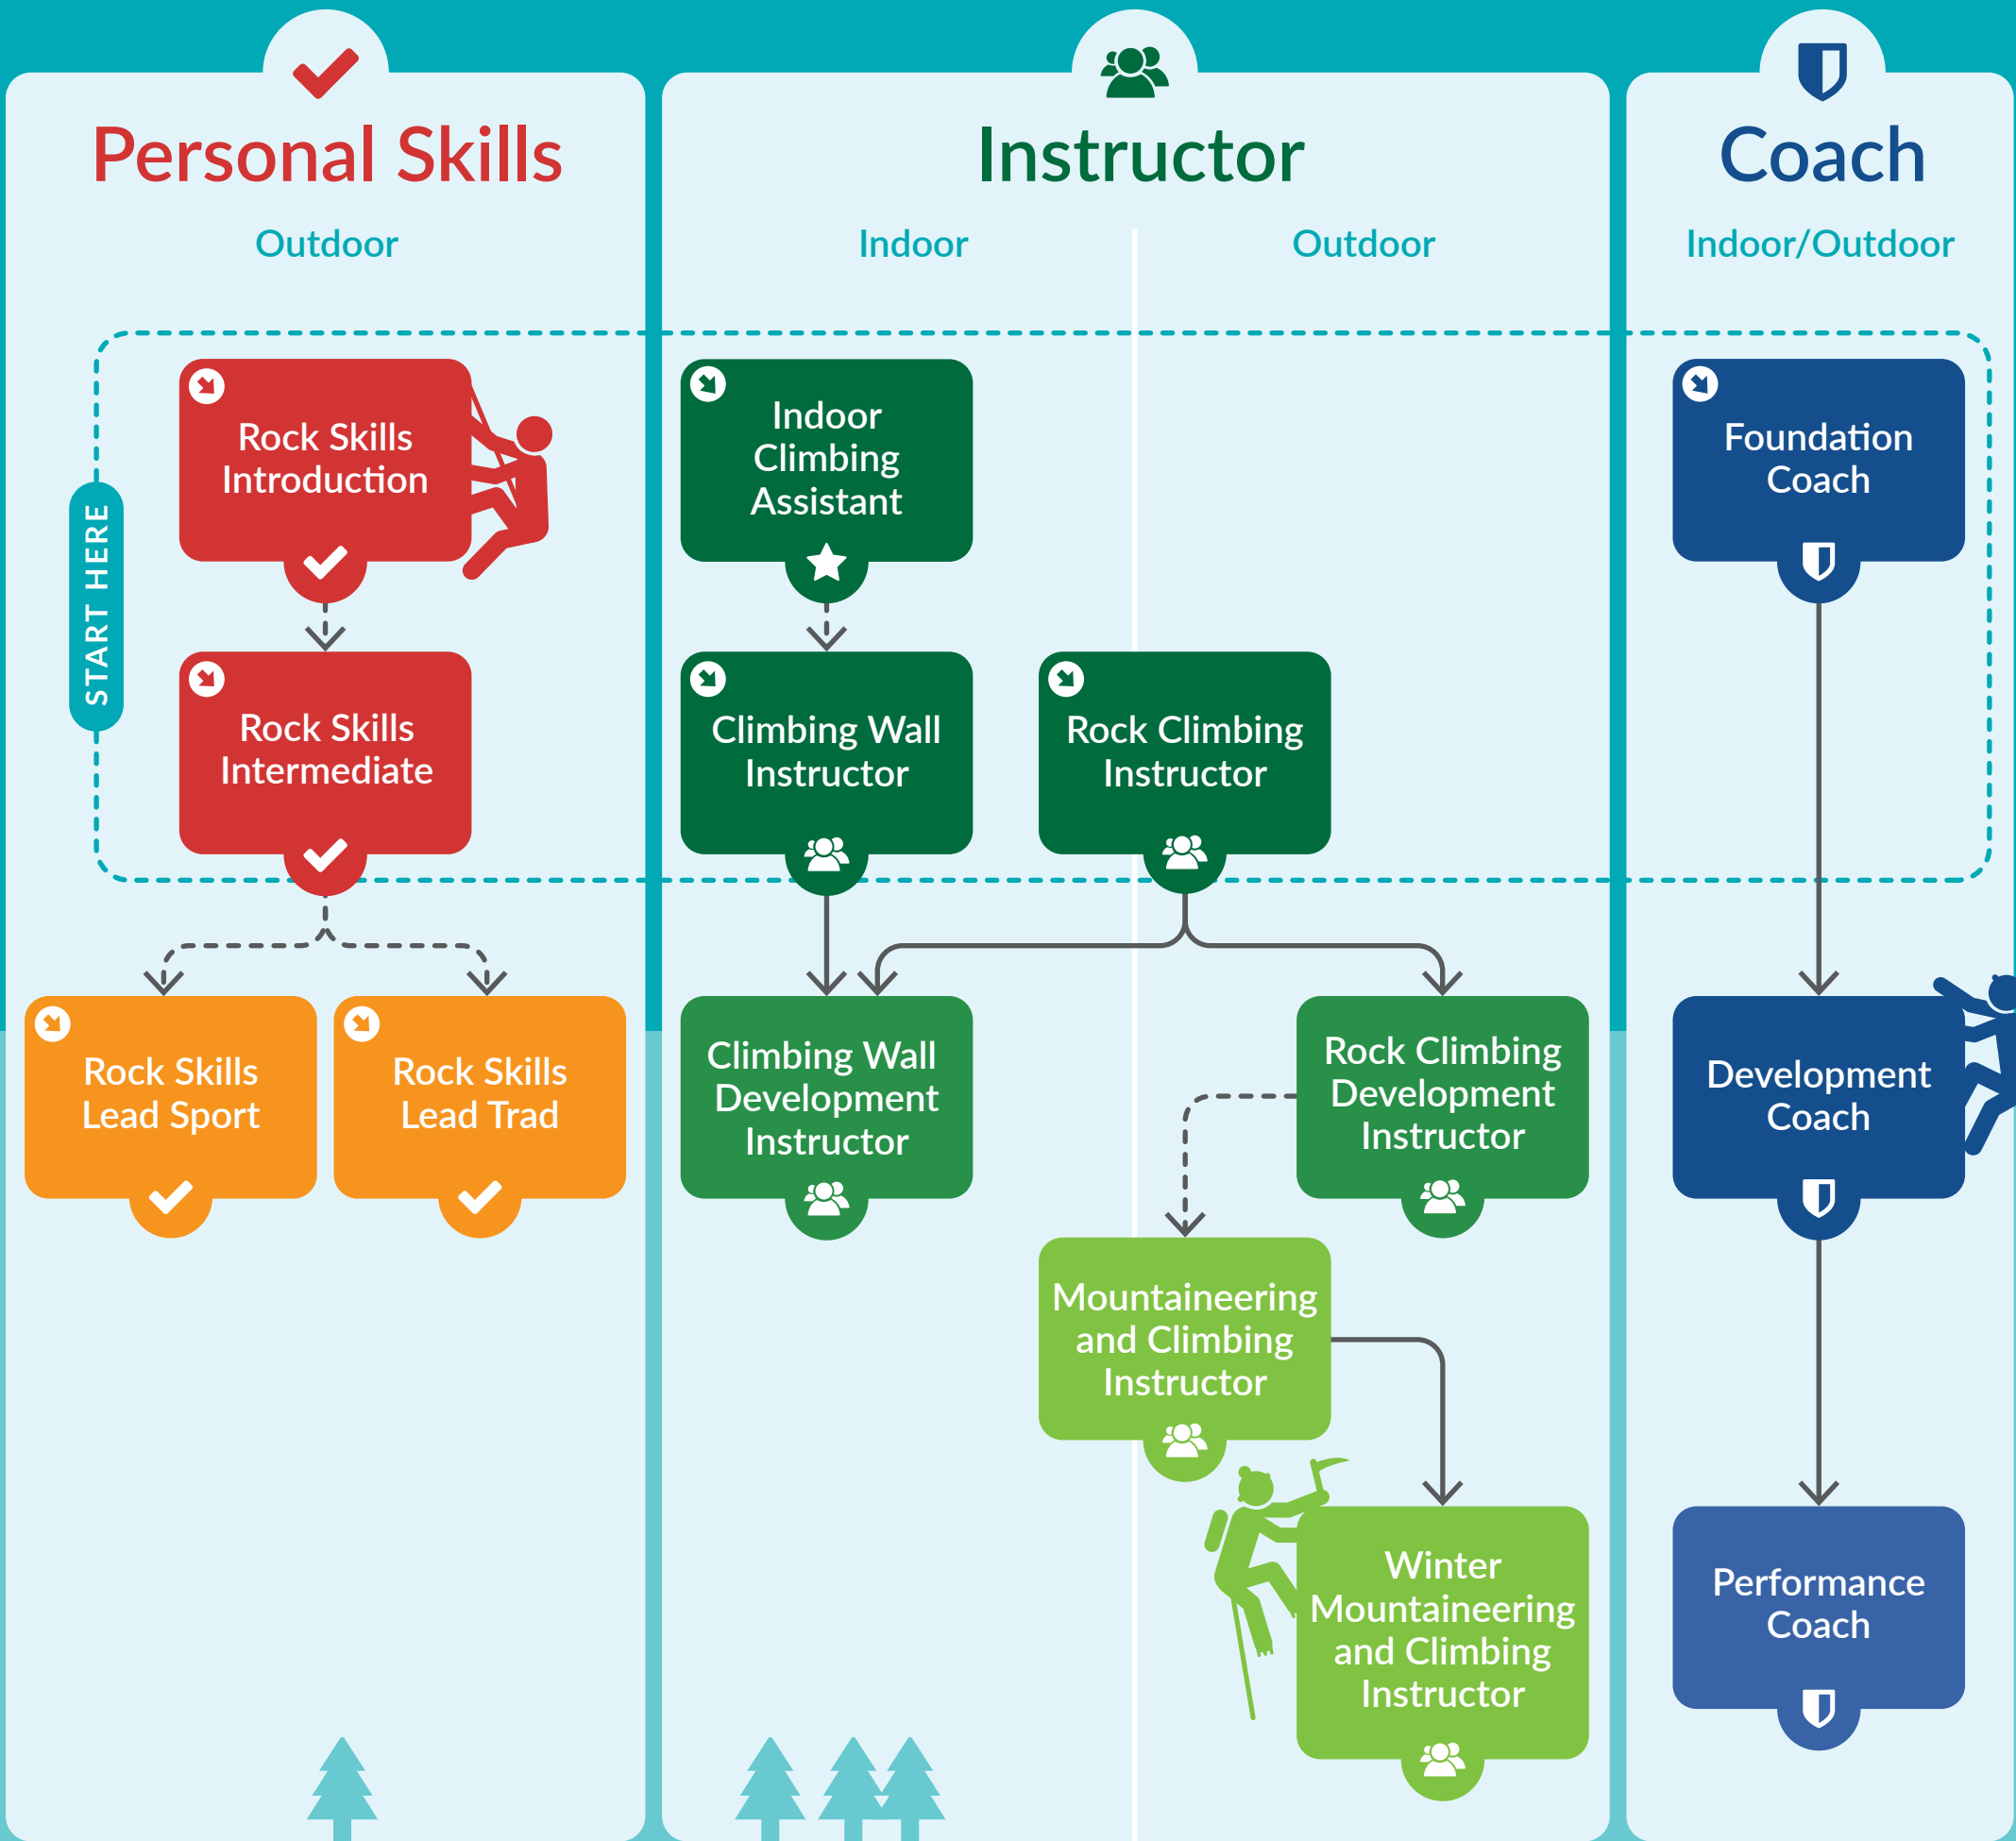 Personal Skills
Outdoor
Instructor
Indoor
Outdoor
Coach
Indoor/Outdoor
START HERE
Rock Skills
Introduction
Indoor
Climbing
Assistant
Foundation
Coach
Rock Skills
Intermediate
Climbing Wall
Instructor
Rock Climbing
Instructor
Rock Skills
Lead Sport
Rock Skills
Lead Trad
Climbing Wall
Development
Instructor
Rock Climbing
Development
Instructor
Development
Coach
Mountaineering
and Climbing
Instructor
Winter
Mountaineering
and Climbing
Instructor
Performance
Coach